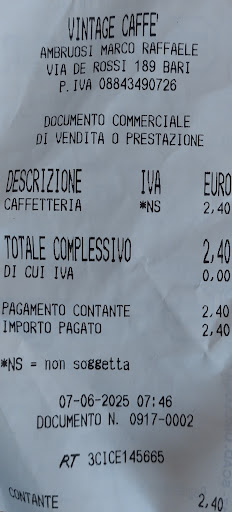 VINTAGE CAFFE'
AMBRUOSI MARCO RAFFAELE
VIA DE ROSSI 189 BARI
P.IVA 08843490726
DOCUMENTO COMMERCIALE
DI VENDITA O PRESTAZIONE
DESCRIZIONE IVA EURO
CAFFETTERIA *NS 2,40
TOTALE COMPLESSIVO 2,40
DI CUI IVA 0,00
PAGAMENTO CONTANTE 2,40
IMPORTO PAGATO 2,40
*NS = non soggetta
07-06-2025 07:46
DOCUMENTO N. 0917-0002
RT 3CICE145665
CONTANTE 2,40